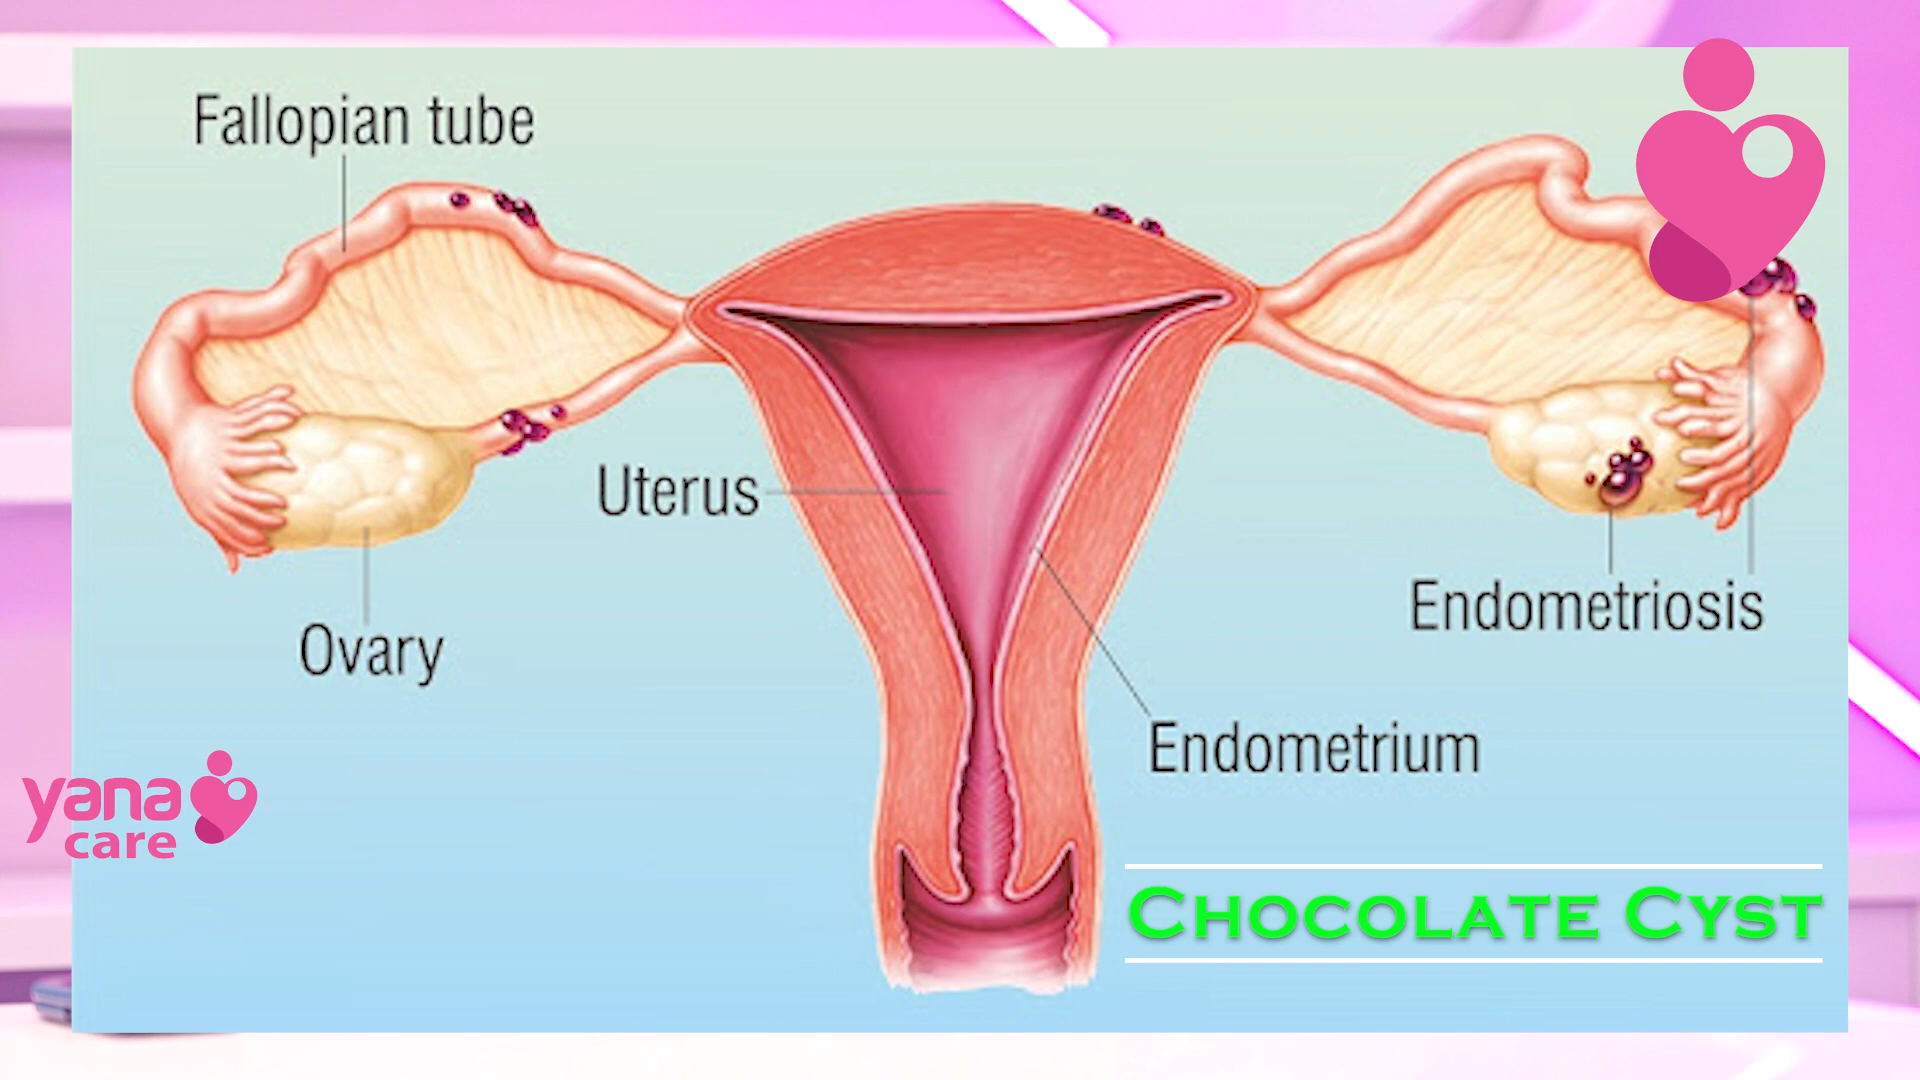 Fallopian tube
Uterus
Endometriosis
Ovary
Endometrium
yana
care
CHOCOLATE CYST